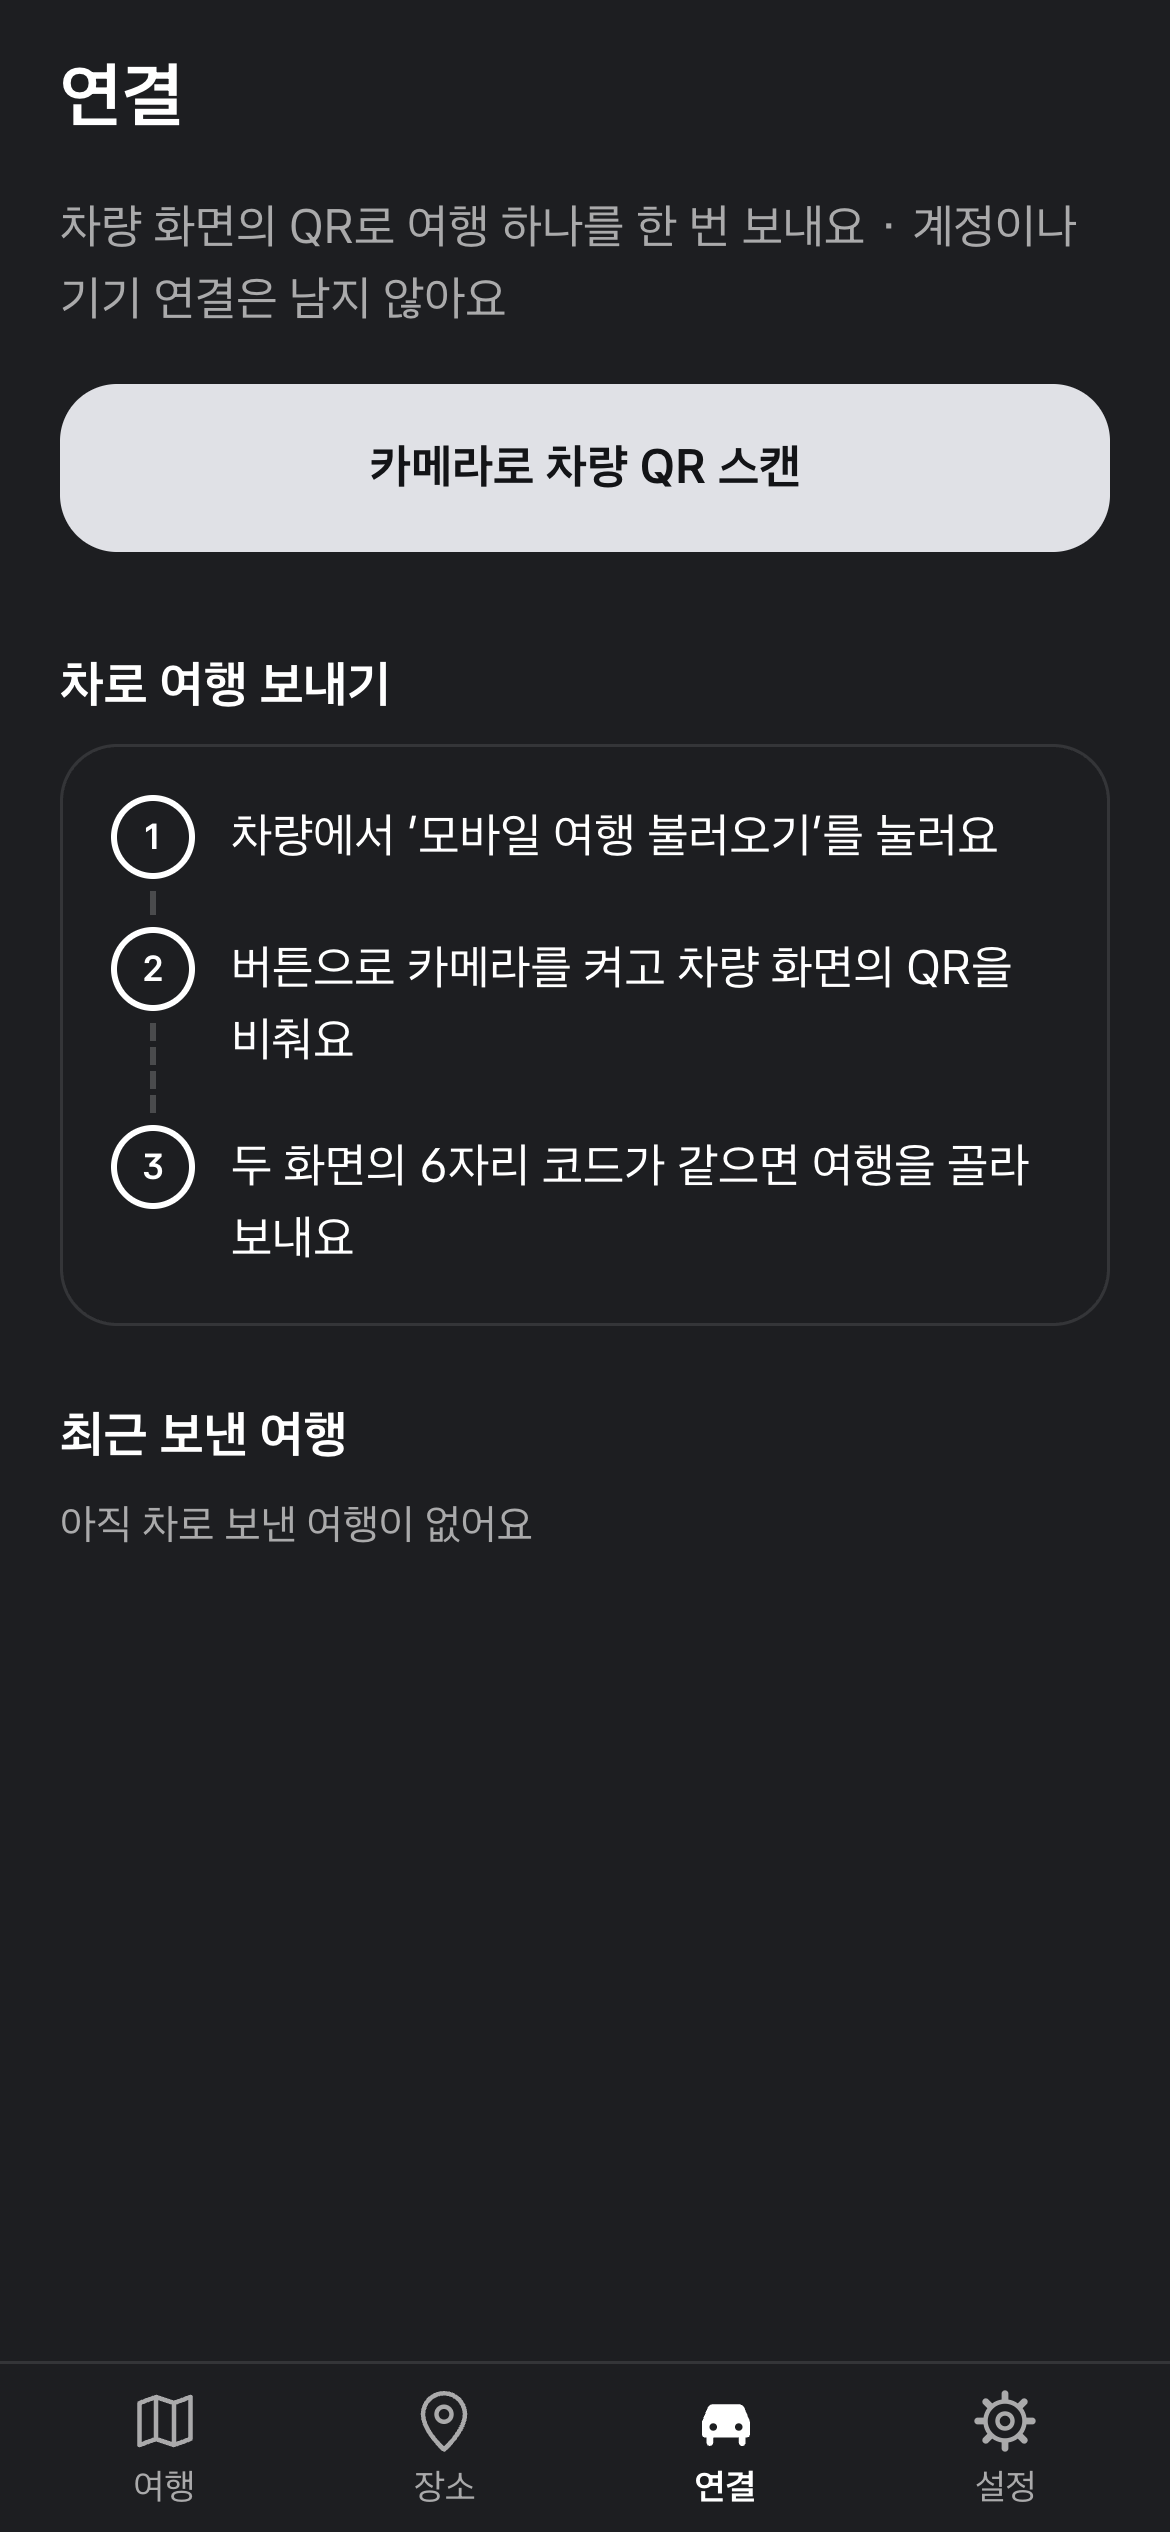 연결
차량 화면의 QR로 여행 하나를 한 번 보내요 · 계정이나
기기 연결은 남지 않아요
카메라로 차량 QR 스캔
차로 여행 보내기
1 차량에서 '모바일 여행 불러오기'를 눌러요
2 버튼으로 카메라를 켜고 차량 화면의 QR을
비춰요
3 두 화면의 6자리 코드가 같으면 여행을 골라
보내요
최근 보낸 여행
아직 차로 보낸 여행이 없어요
여행 장소 연결 설정